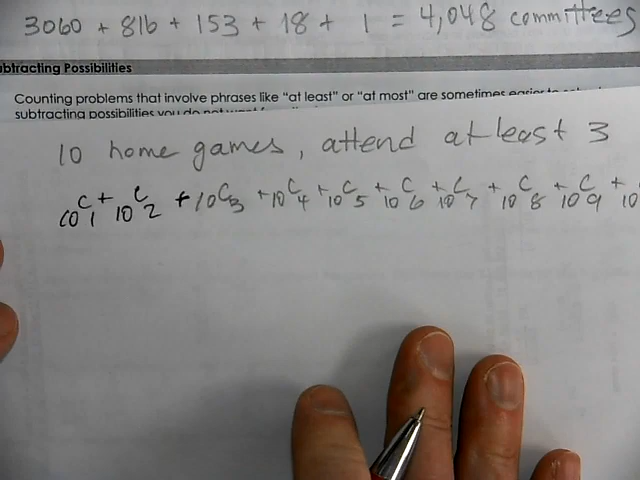 3060 + 816 + 153 + 18 + 1 = 4,048 committees
ubtracting Possibilities
Counting problems that involve phrases like "at least" or "at most" are sometimes easier to
subtracting possibilities you do not want
10 home games, attend at least 3
10C1 + 10C2 + 10C3 + 10C4 + 10C5 + 10C6 + 10C7 + 10C8 + 10C9 + 10